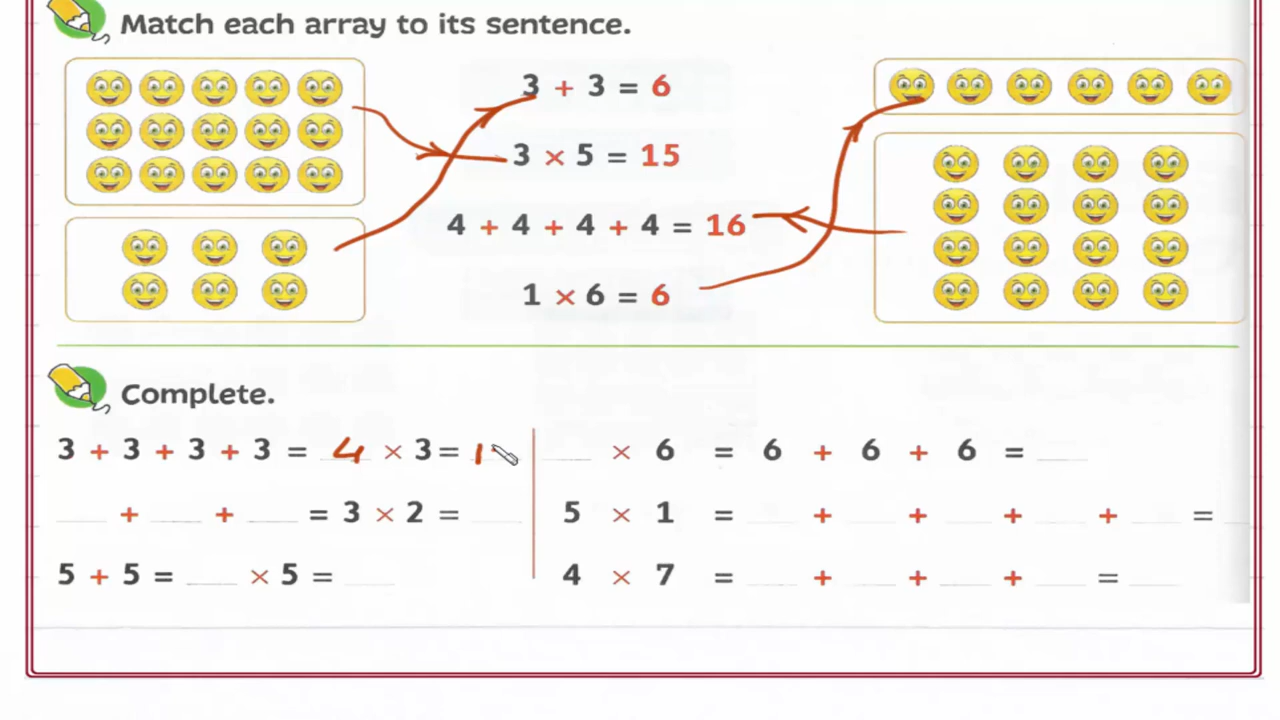 Match each array to its sentence.
3 + 3 = 6
3 × 5 = 15
4 + 4 + 4 + 4 = 16
1 × 6 = 6
Complete.
3 + 3 + 3 + 3 = 4 × 3 = 1
+ + = 3 × 2 =
5 + 5 = × 5 =
× 6 = 6 + 6 + 6 =
5 × 1 = + + + + =
4 × 7 = + + + =